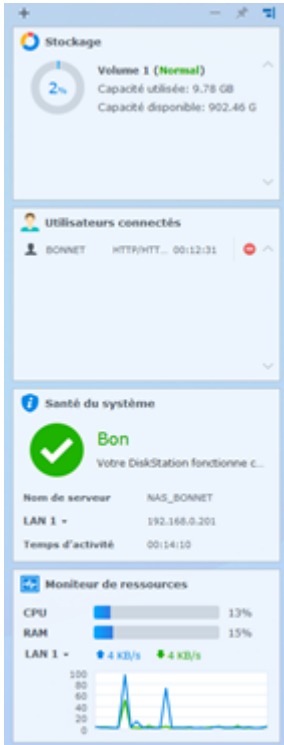 Stockage
2%
Volume 1 (Normal)
Capacité utilisée: 9.78 GB
Capacité disponible: 902.46 G
Utilisateurs connectés
BONNET HTTP/HTT... 00:12:31
Santé du système
Bon
Votre DiskStation fonctionne c...
Nom de serveur NAS_BONNET
LAN 1 192.168.0.201
Temps d'activité 00:14:10
Moniteur de ressources
CPU 13%
RAM 15%
LAN 1 4 KB/s 4 KB/s
100
80
60
40
20
0